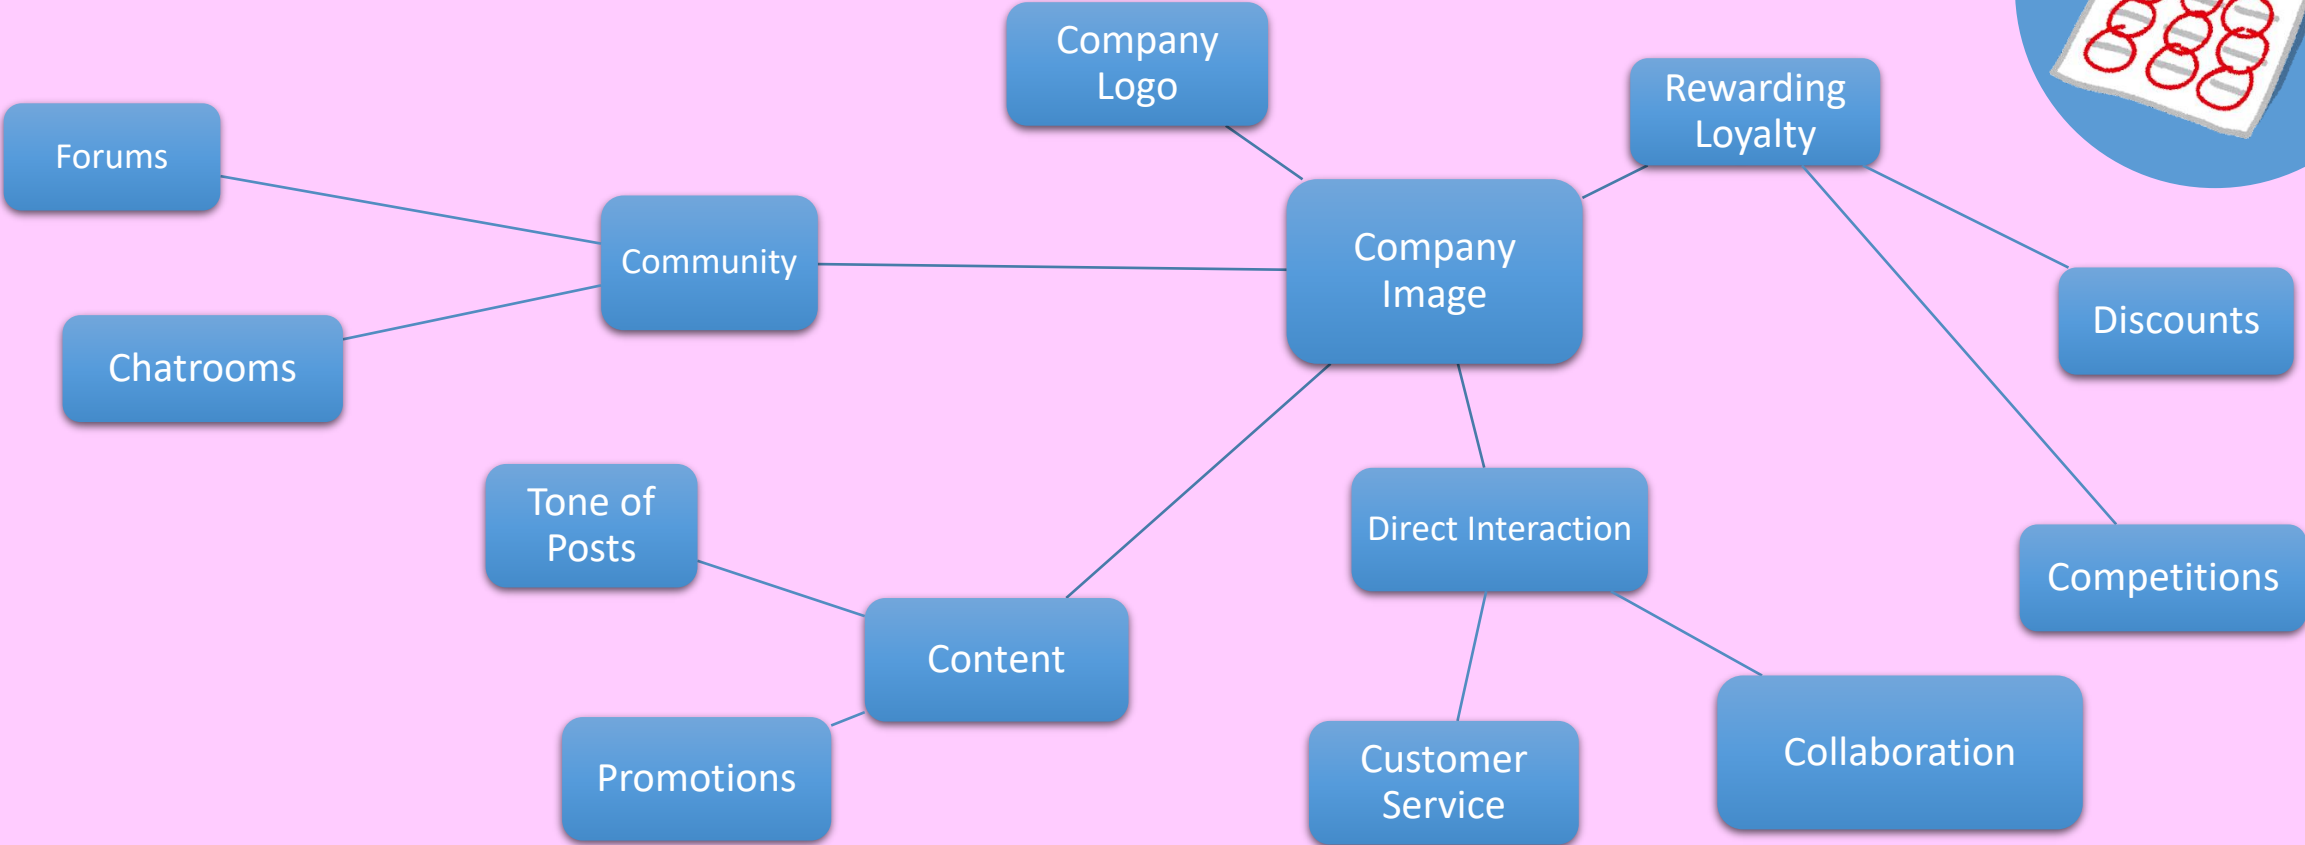 Company
Logo
Rewarding
Loyalty
Forums
Community
Company
Image
Chatrooms
Discounts
Tone of
Posts
Direct Interaction
Competitions
Content
Promotions
Customer
Service
Collaboration